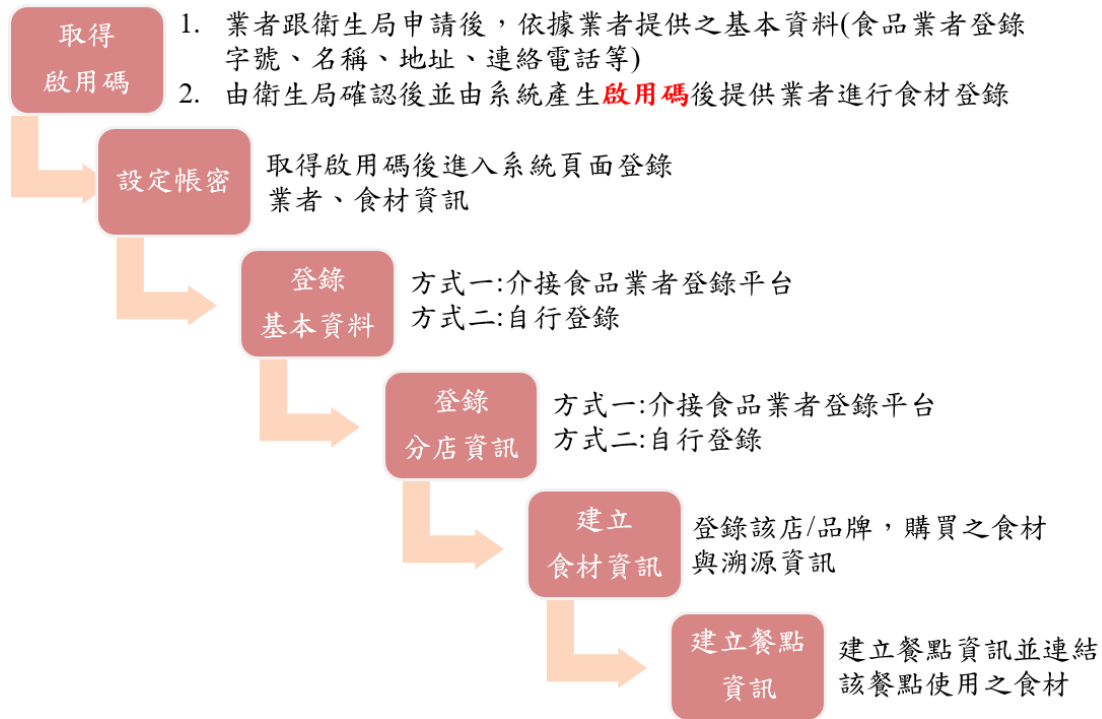 取得
啟用碼
1. 業者跟衛生局申請後，依據業者提供之基本資料(食品業者登錄
字號、名稱、地址、連絡電話等)
2. 由衛生局確認後並由系統產生啟用碼後提供業者進行食材登錄
設定帳密
取得啟用碼後進入系統頁面登錄
業者、食材資訊
登錄
基本資料
方式一:介接食品業者登錄平台
方式二:自行登錄
登錄
分店資訊
方式一:介接食品業者登錄平台
方式二:自行登錄
建立
食材資訊
登錄該店/品牌，購買之食材
與溯源資訊
建立餐點
資訊
建立餐點資訊並連結
該餐點使用之食材